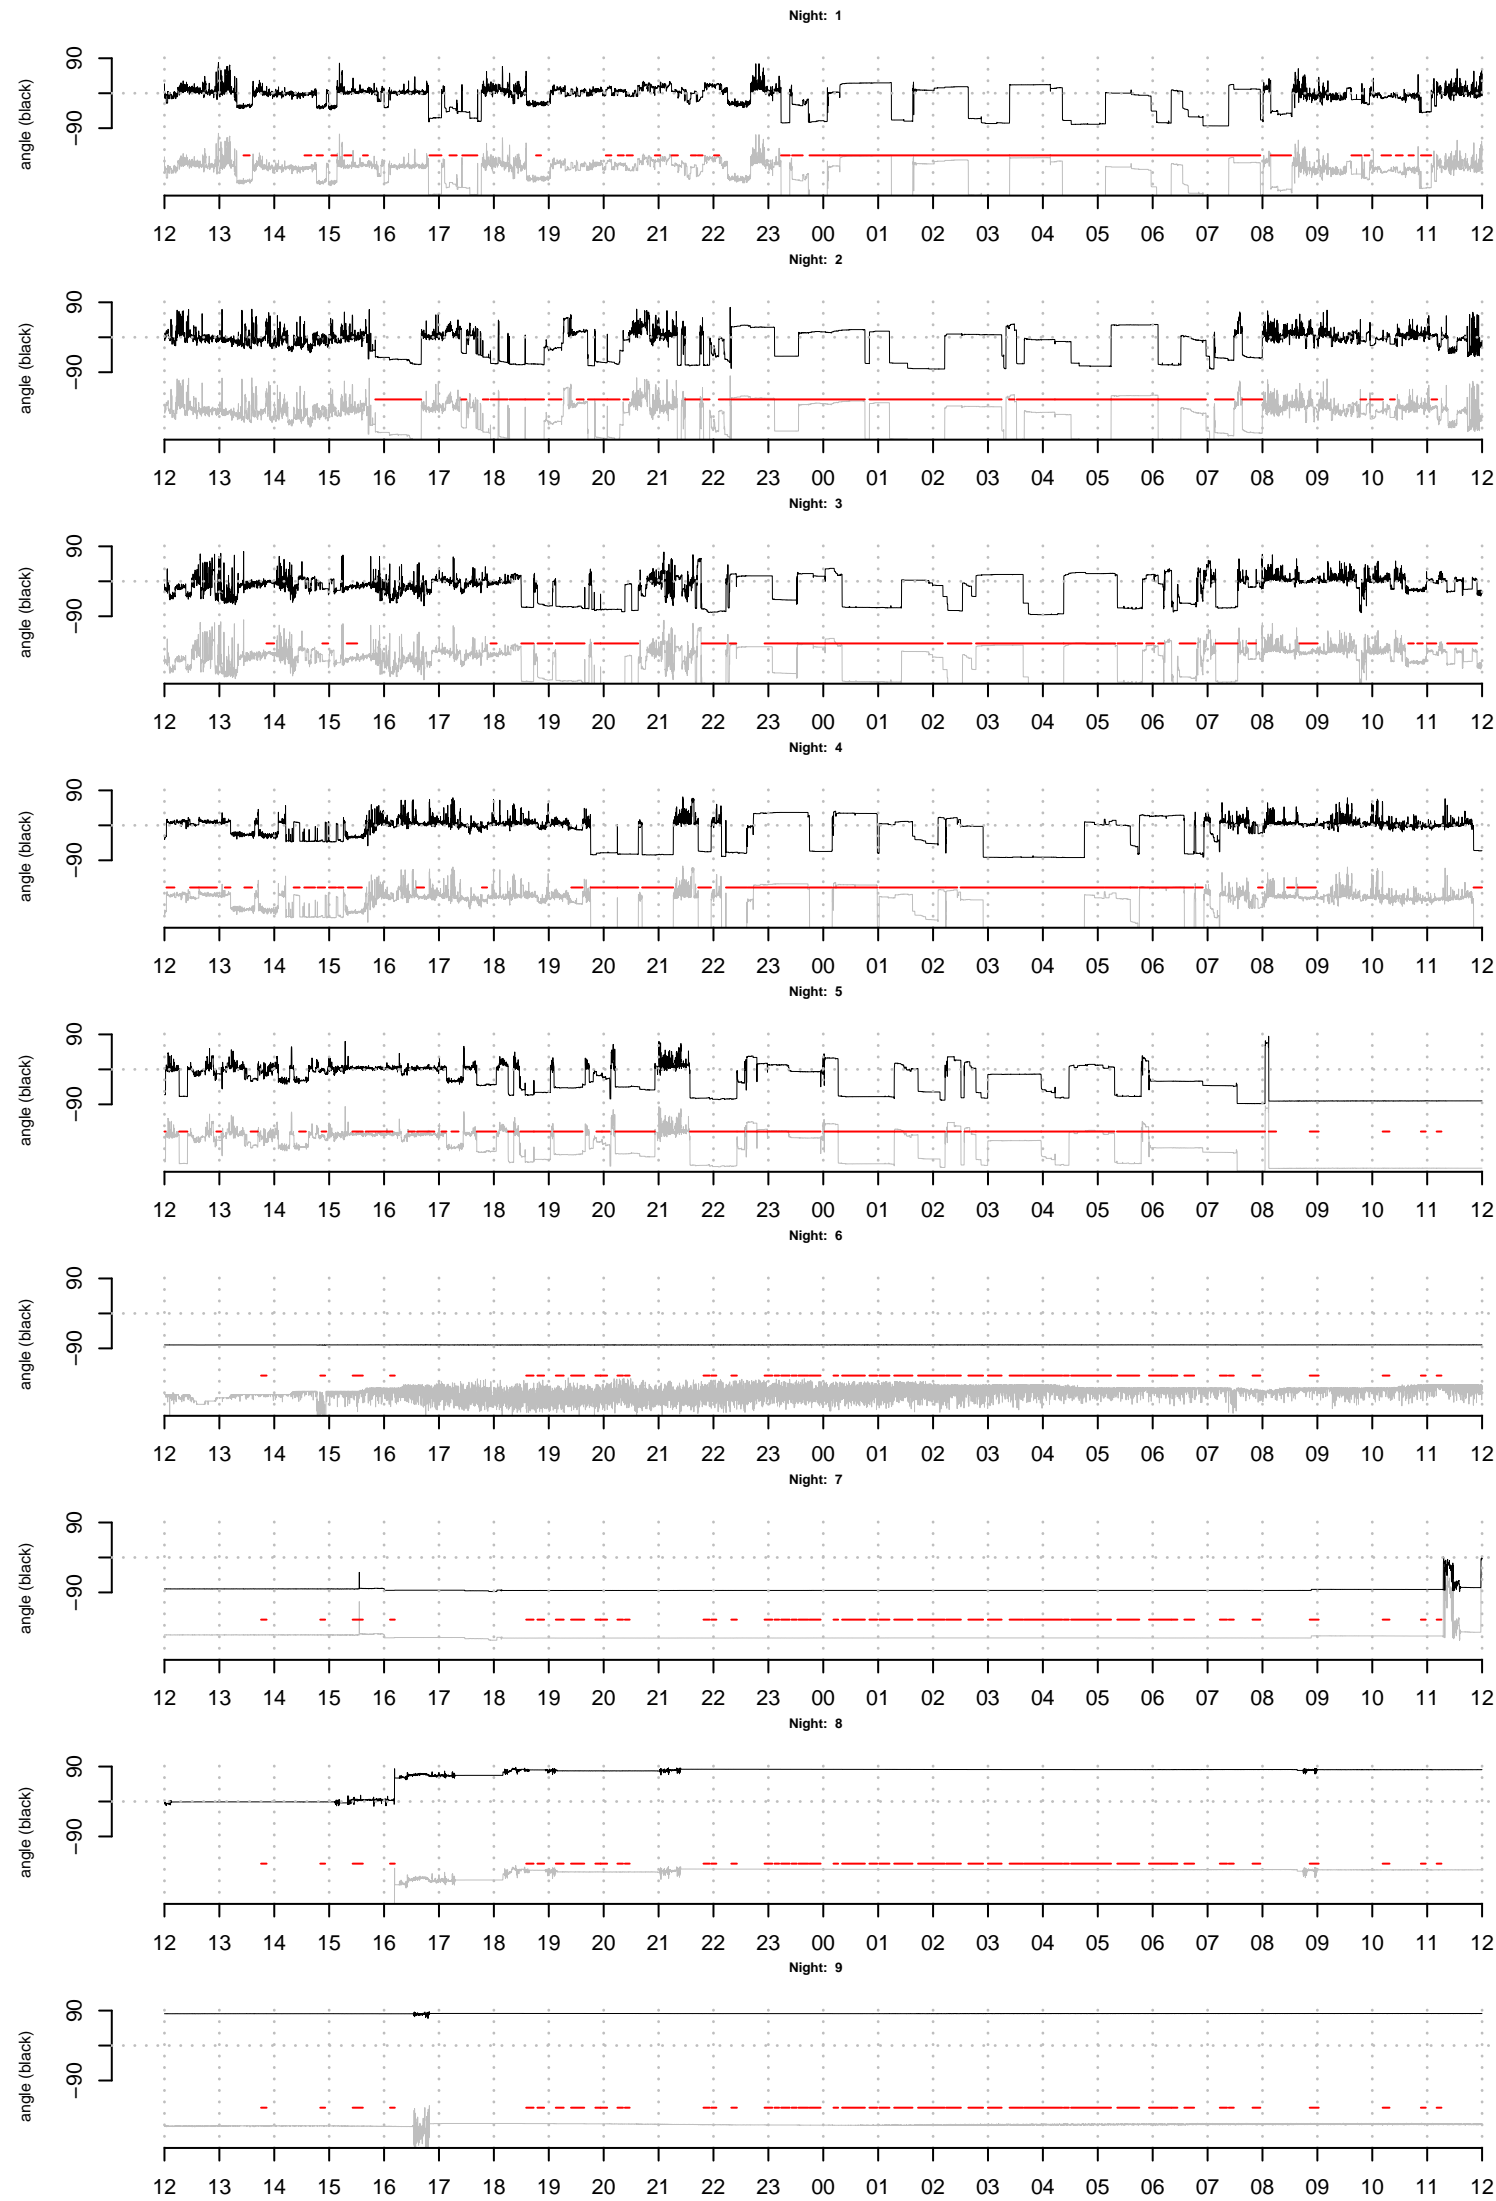 Night: 1
angle (black)
90
-90
12 13 14 15 16 17 18 19 20 21 22 23 00 01 02 03 04 05 06 07 08 09 10 11 12
Night: 2
angle (black)
90
-90
12 13 14 15 16 17 18 19 20 21 22 23 00 01 02 03 04 05 06 07 08 09 10 11 12
Night: 3
angle (black)
90
-90
12 13 14 15 16 17 18 19 20 21 22 23 00 01 02 03 04 05 06 07 08 09 10 11 12
Night: 4
angle (black)
90
-90
12 13 14 15 16 17 18 19 20 21 22 23 00 01 02 03 04 05 06 07 08 09 10 11 12
Night: 5
angle (black)
90
-90
12 13 14 15 16 17 18 19 20 21 22 23 00 01 02 03 04 05 06 07 08 09 10 11 12
Night: 6
angle (black)
90
-90
12 13 14 15 16 17 18 19 20 21 22 23 00 01 02 03 04 05 06 07 08 09 10 11 12
Night: 7
angle (black)
90
-90
12 13 14 15 16 17 18 19 20 21 22 23 00 01 02 03 04 05 06 07 08 09 10 11 12
Night: 8
angle (black)
90
-90
12 13 14 15 16 17 18 19 20 21 22 23 00 01 02 03 04 05 06 07 08 09 10 11 12
Night: 9
angle (black)
90
-90
12 13 14 15 16 17 18 19 20 21 22 23 00 01 02 03 04 05 06 07 08 09 10 11 12